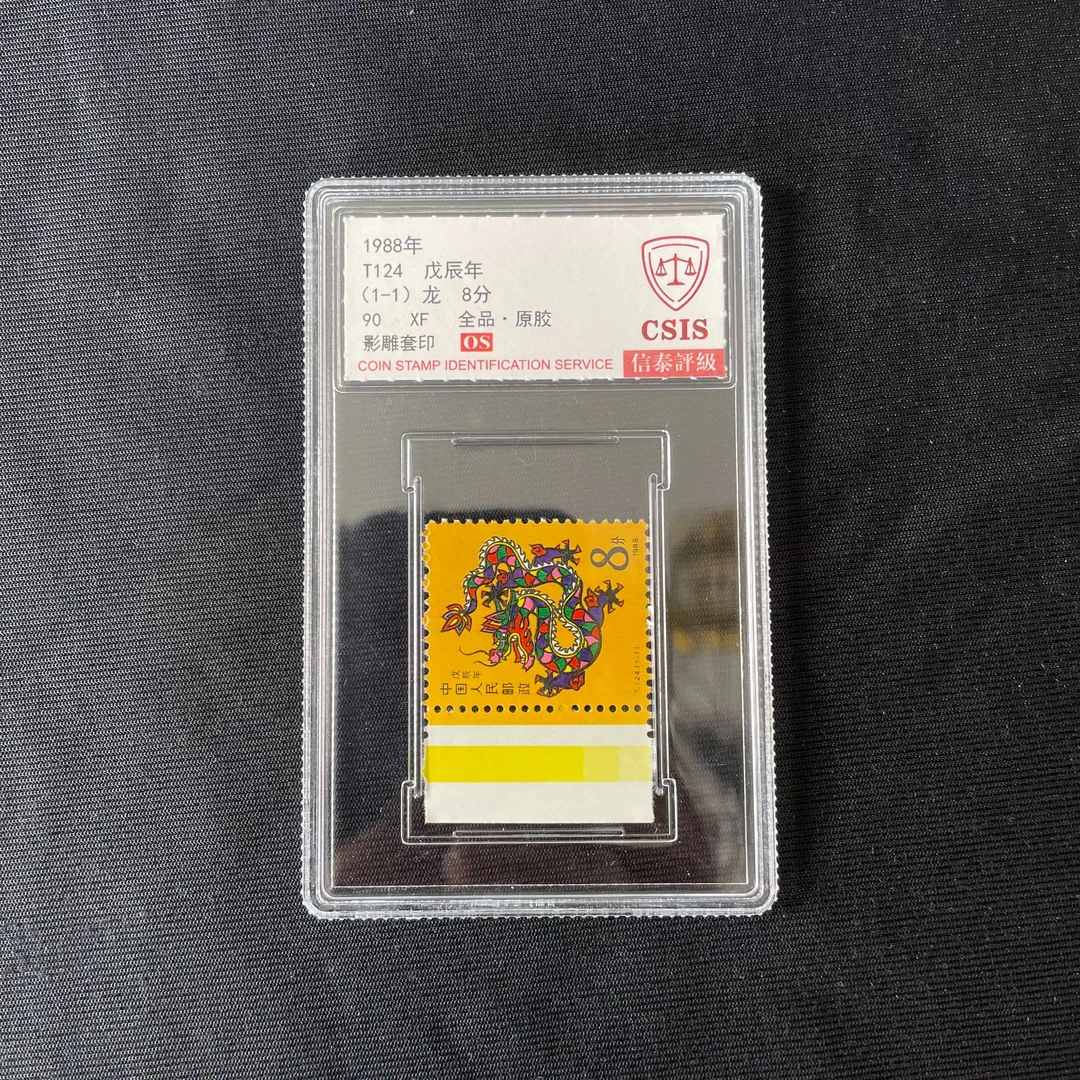 1988年
T124 戊辰年
(1-1) 龙 8分
90 XF 全品·原胶
影雕套印 OS
COIN STAMP IDENTIFICATION SERVICE
CSIS
信泰評級
8分
1988
戊辰年
中国人民邮政
T.124(1-1)